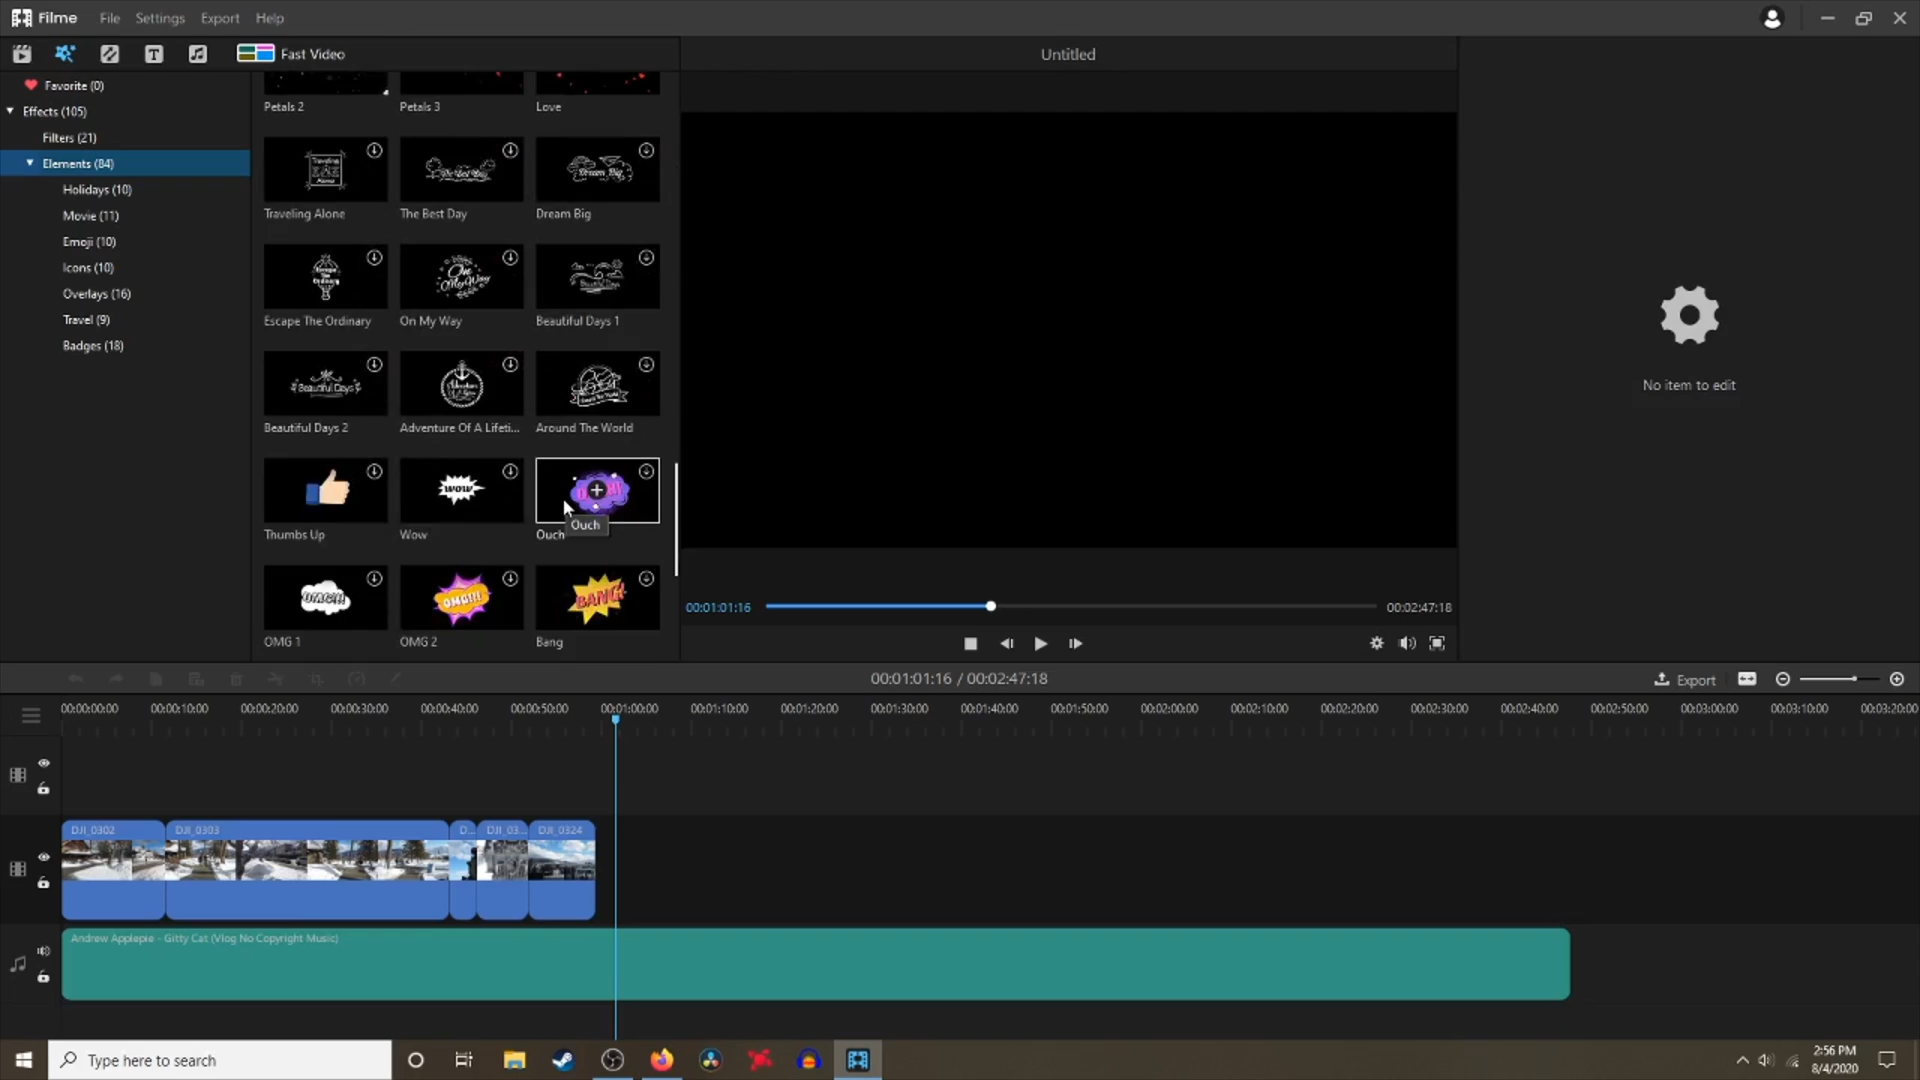 Filme File Settings Export Help
Fast Video
Untitled
Favorite (0)
Effects (105)
Filters (21)
Elements (84)
Holidays (10)
Movie (11)
Emoji (10)
Icons (10)
Overlays (16)
Travel (9)
Badges (18)
Petals 2 Petals 3 Love
Traveling Alone The Best Day Dream Big
Escape The Ordinary On My Way Beautiful Days 1
Beautiful Days 2 Adventure Of A Lifeti... Around The World
WOW
Ouch
Thumbs Up Wow Ouch
OMG!!! OMG!!! BANG!
OMG 1 OMG 2 Bang
No item to edit
00:01:01:16 00:02:47:18
00:01:01:16 / 00:02:47:18
Export
00:00:00:00 00:00:10:00 00:00:20:00 00:00:30:00 00:00:40:00 00:00:50:00 00:01:00:00 00:01:10:00 00:01:20:00 00:01:30:00 00:01:40:00 00:01:50:00 00:02:00:00 00:02:10:00 00:02:20:00 00:02:30:00 00:02:40:00 00:02:50:00 00:03:00:00 00:03:10:00 00:03:20:00
DJI_0302 DJI_0303 D... DJI_03... DJI_0324
Andrew Applepie - Gitty Cat (Vlog No Copyright Music)
Type here to search
2:56 PM
8/4/2020